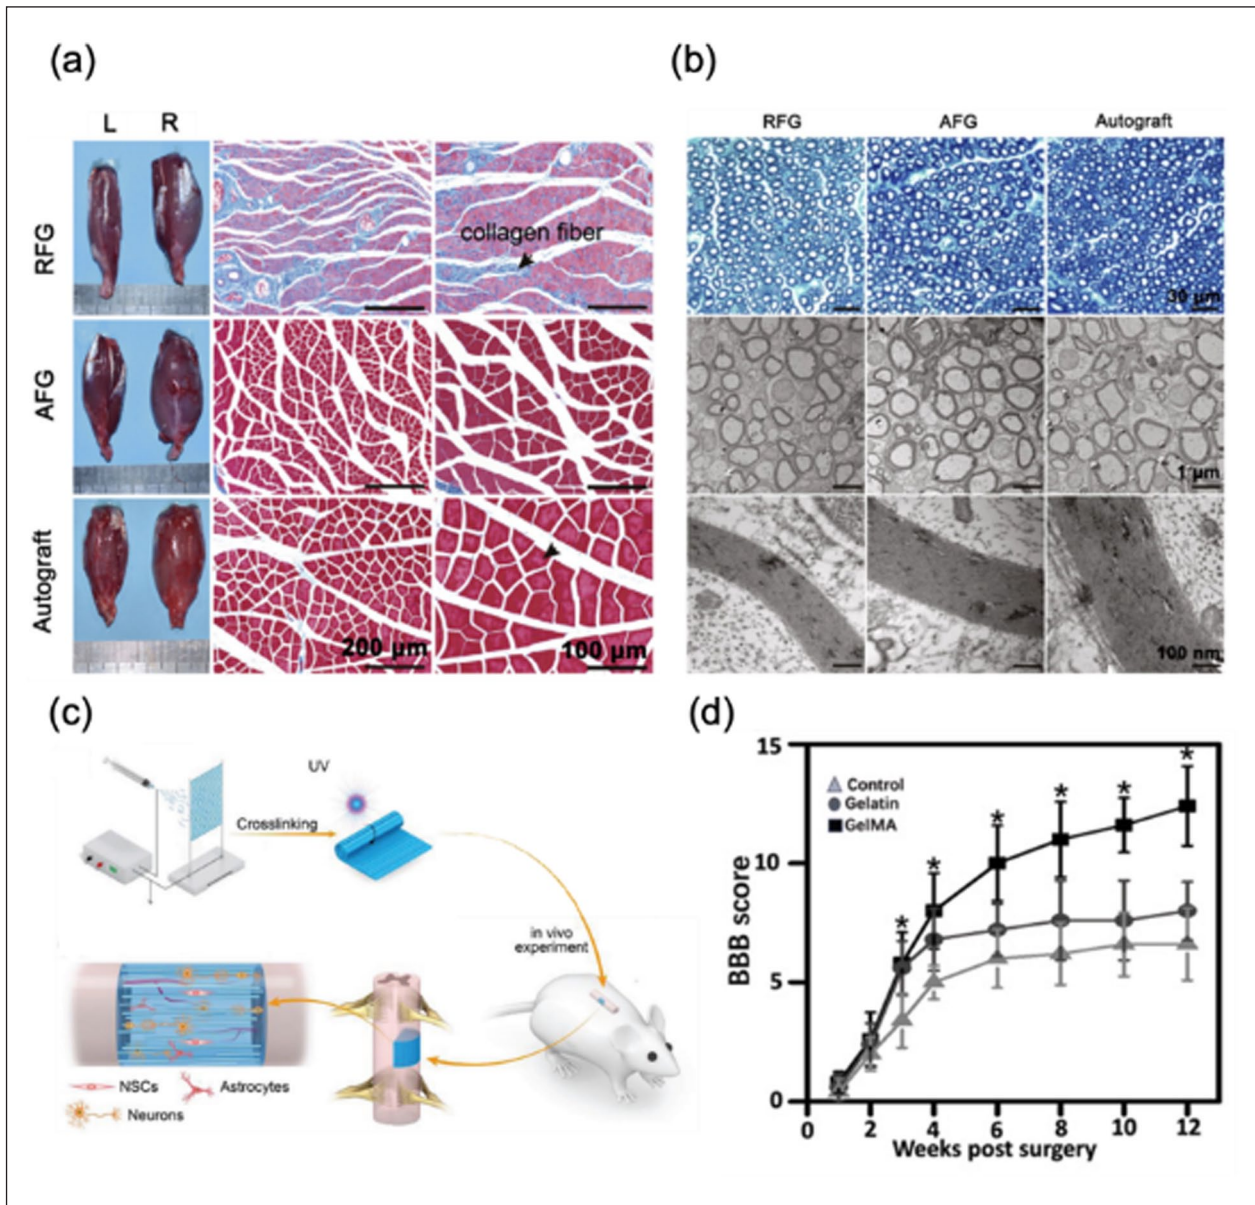 (a)
L R
RFG
collagen fiber
AFG
Autograft
200 μm
100 μm
(b)
RFG AFG Autograft
30 μm
1 μm
100 nm
(c)
UV
Crosslinking
in vivo
experiment
NSCs
Astrocytes
Neurons
(d)
15
10
5
0
BBB score
Control
Gelatin
GelMA
* * * * * * *
0 2 4 6 8 10 12
Weeks post surgery